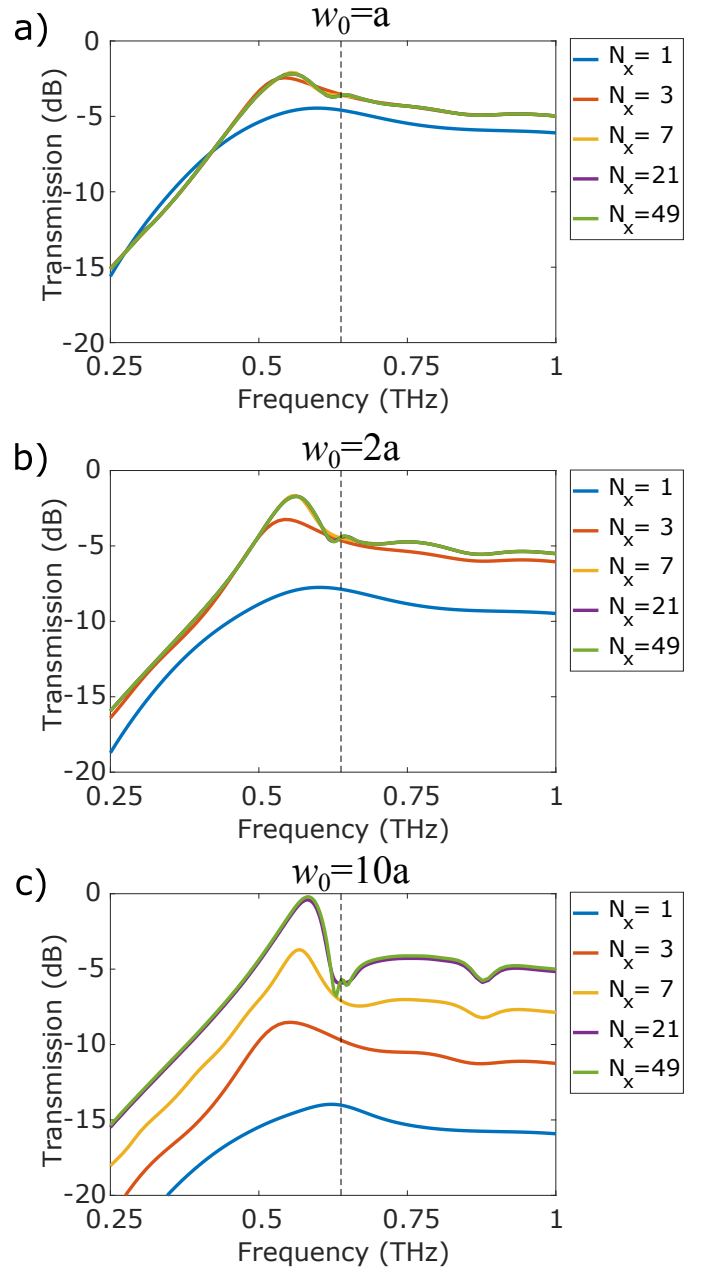 a)
w₀=a
Transmission (dB)
0
-5
-10
-15
-20
0.25
0.5
0.75
1
Frequency (THz)
Nₓ= 1
Nₓ= 3
Nₓ= 7
Nₓ=21
Nₓ=49
b)
w₀=2a
Transmission (dB)
0
-5
-10
-15
-20
0.25
0.5
0.75
1
Frequency (THz)
Nₓ= 1
Nₓ= 3
Nₓ= 7
Nₓ=21
Nₓ=49
c)
w₀=10a
Transmission (dB)
0
-5
-10
-15
-20
0.25
0.5
0.75
1
Frequency (THz)
Nₓ= 1
Nₓ= 3
Nₓ= 7
Nₓ=21
Nₓ=49